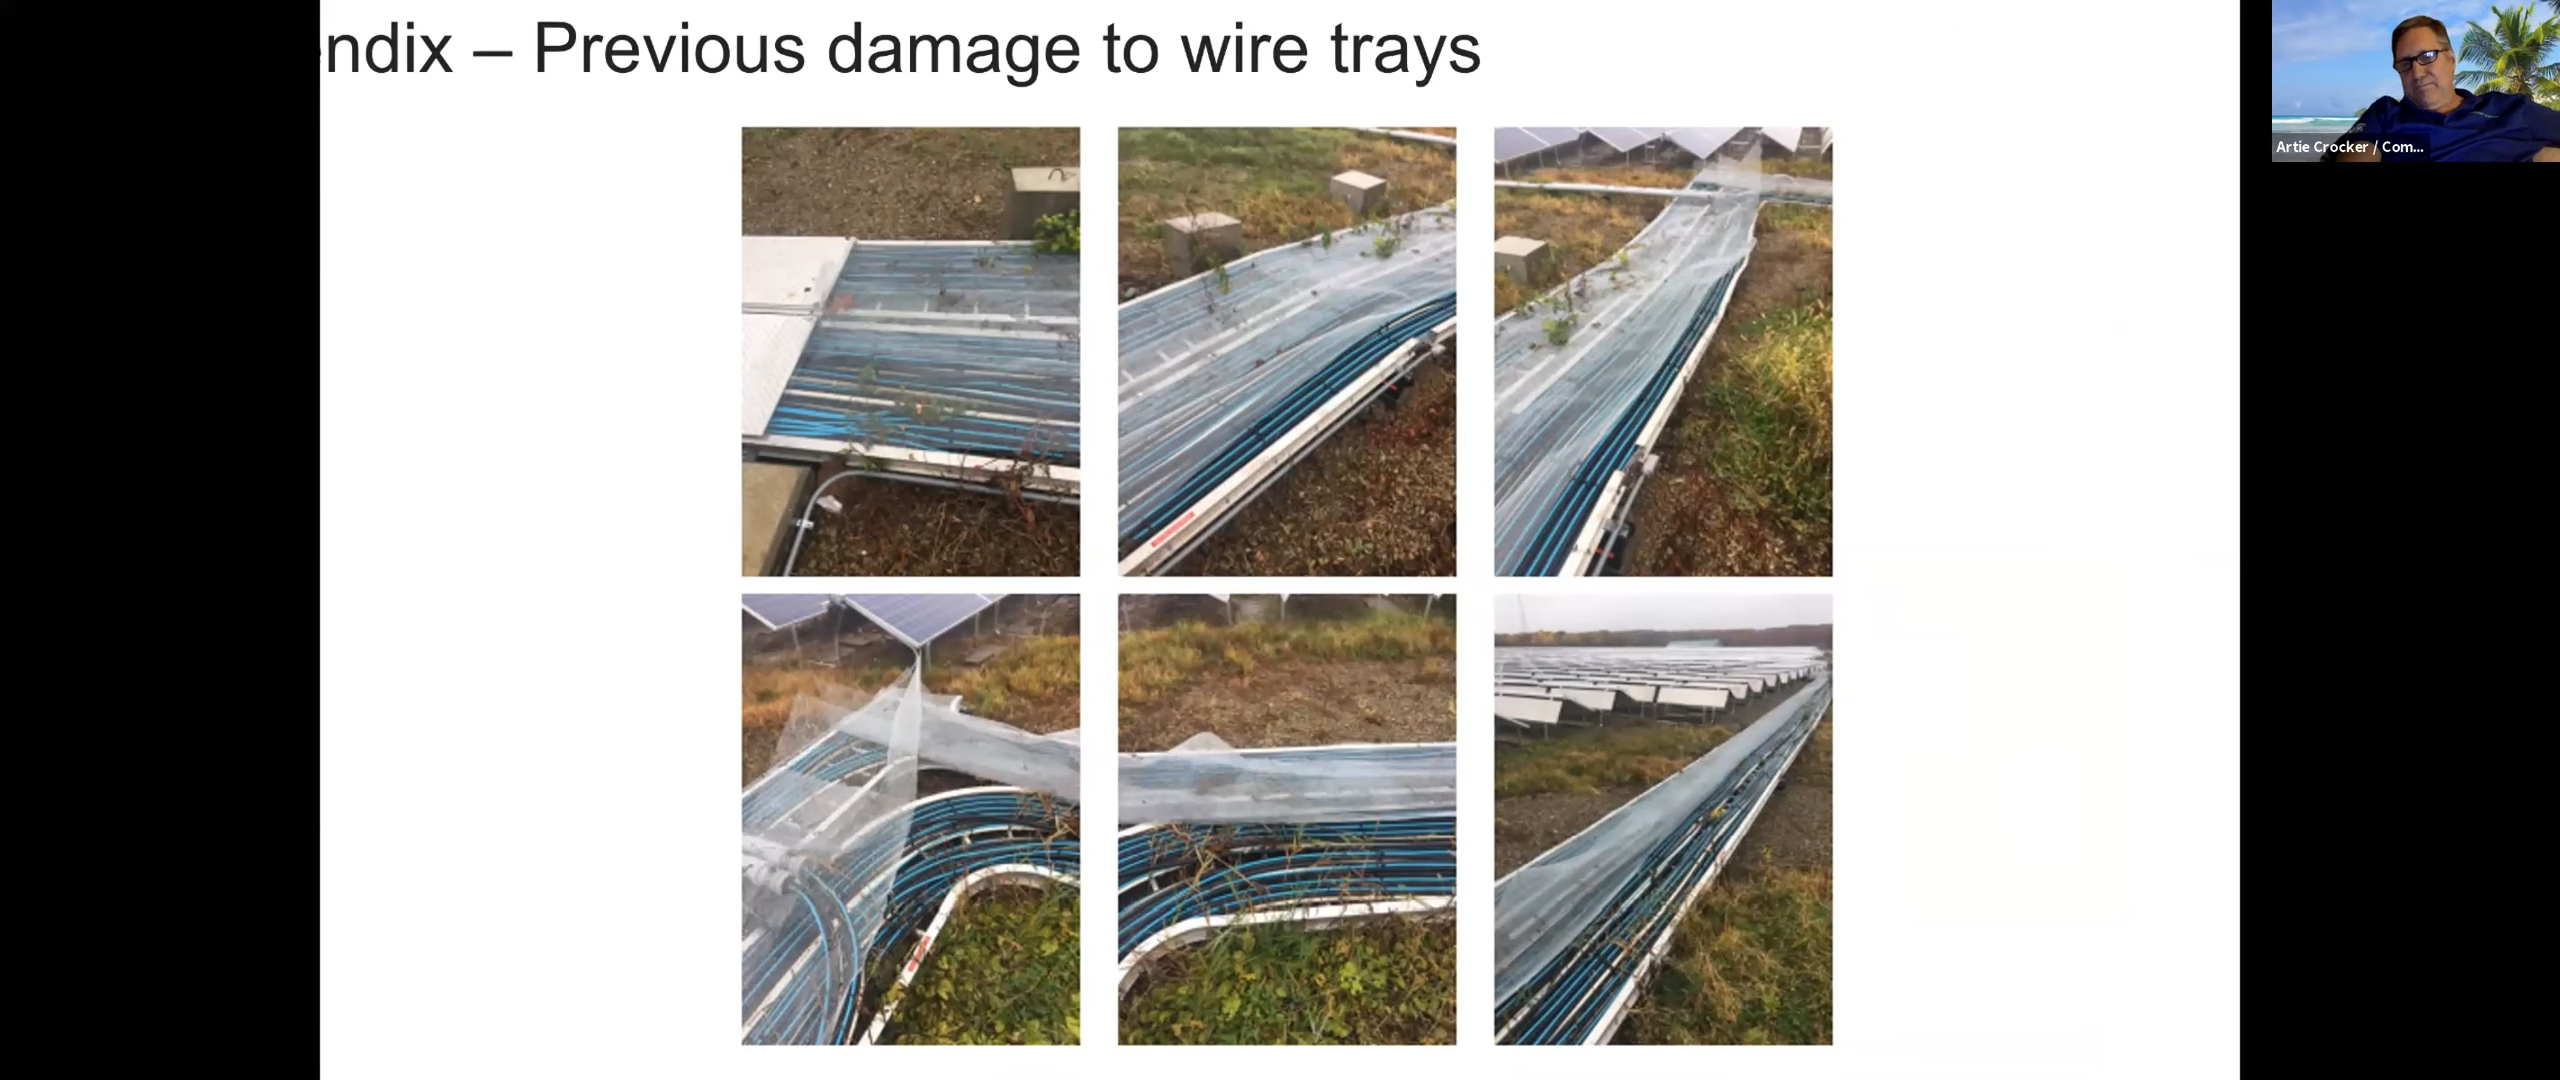 ndix – Previous damage to wire trays
Artie Crocker / Com...